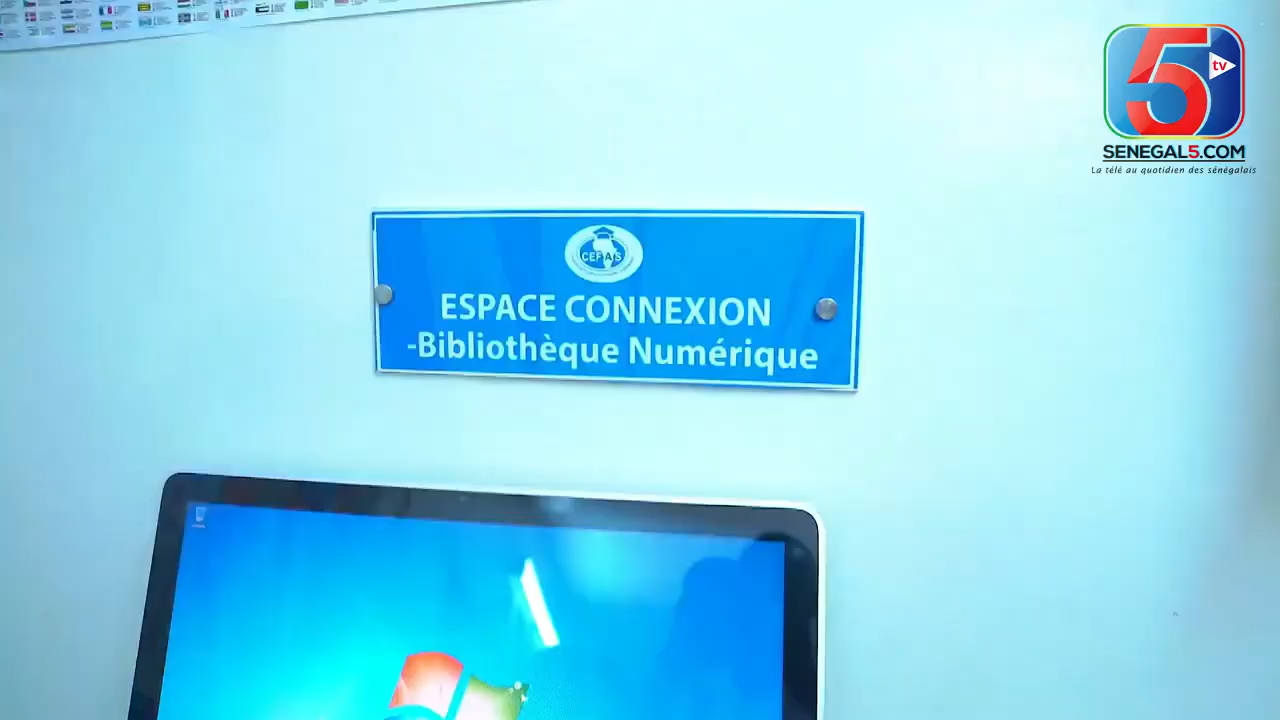 5
tv
SENEGAL5.COM
La télé au quotidien des sénégalais
CEFAIS
ESPACE CONNEXION
-Bibliothèque Numérique